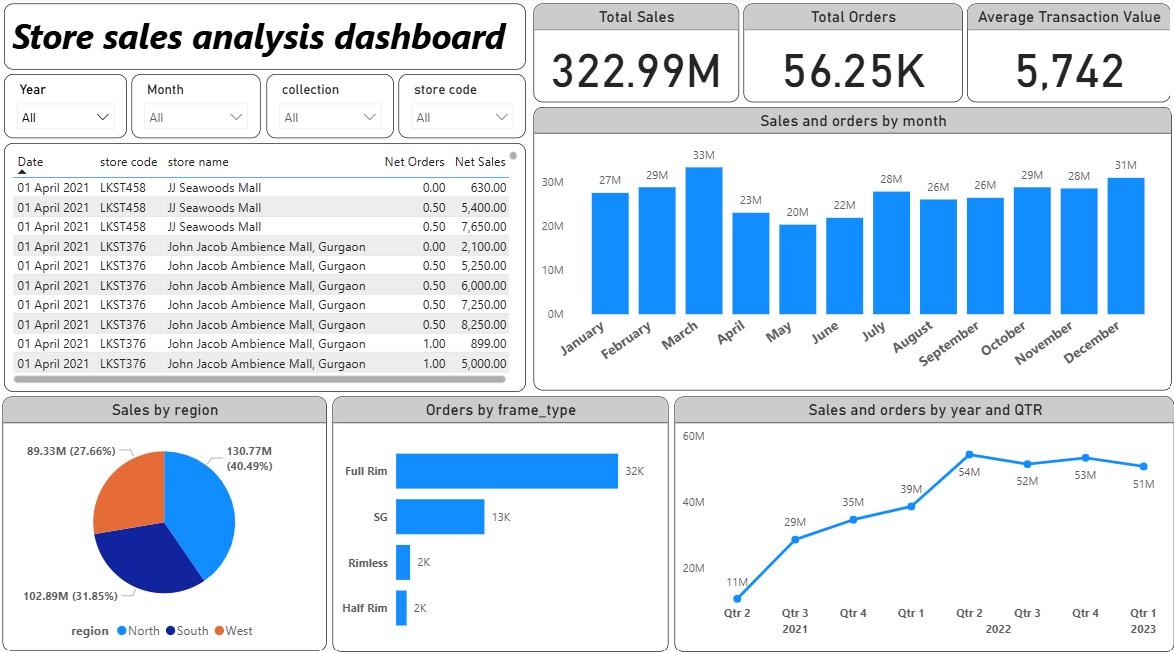 Store sales analysis dashboard
Total Sales
322.99M
Total Orders
56.25K
Average Transaction Value
5,742
Year
All
Month
All
collection
All
store code
All
Date store code store name Net Orders Net Sales
01 April 2021 LKST458 JJ Seawoods Mall 0.00 630.00
01 April 2021 LKST458 JJ Seawoods Mall 0.50 5,400.00
01 April 2021 LKST458 JJ Seawoods Mall 0.50 7,650.00
01 April 2021 LKST376 John Jacob Ambience Mall, Gurgaon 0.00 2,100.00
01 April 2021 LKST376 John Jacob Ambience Mall, Gurgaon 0.50 5,250.00
01 April 2021 LKST376 John Jacob Ambience Mall, Gurgaon 0.50 6,000.00
01 April 2021 LKST376 John Jacob Ambience Mall, Gurgaon 0.50 7,250.00
01 April 2021 LKST376 John Jacob Ambience Mall, Gurgaon 0.50 8,250.00
01 April 2021 LKST376 John Jacob Ambience Mall, Gurgaon 1.00 899.00
01 April 2021 LKST376 John Jacob Ambience Mall, Gurgaon 1.00 5,000.00
Sales and orders by month
30M
20M
10M
0M
27M 29M 33M 23M 20M 22M 28M 26M 26M 29M 28M 31M
January February March April May June July August September October November December
Sales by region
89.33M (27.66%)
130.77M
(40.49%)
102.89M (31.85%)
region North South West
Orders by frame_type
Full Rim 32K
SG 13K
Rimless 2K
Half Rim 2K
Sales and orders by year and QTR
60M
40M
20M
11M 29M 35M 39M 54M 52M 53M 51M
Qtr 2 Qtr 3 Qtr 4 Qtr 1 Qtr 2 Qtr 3 Qtr 4 Qtr 1
2021 2022 2023